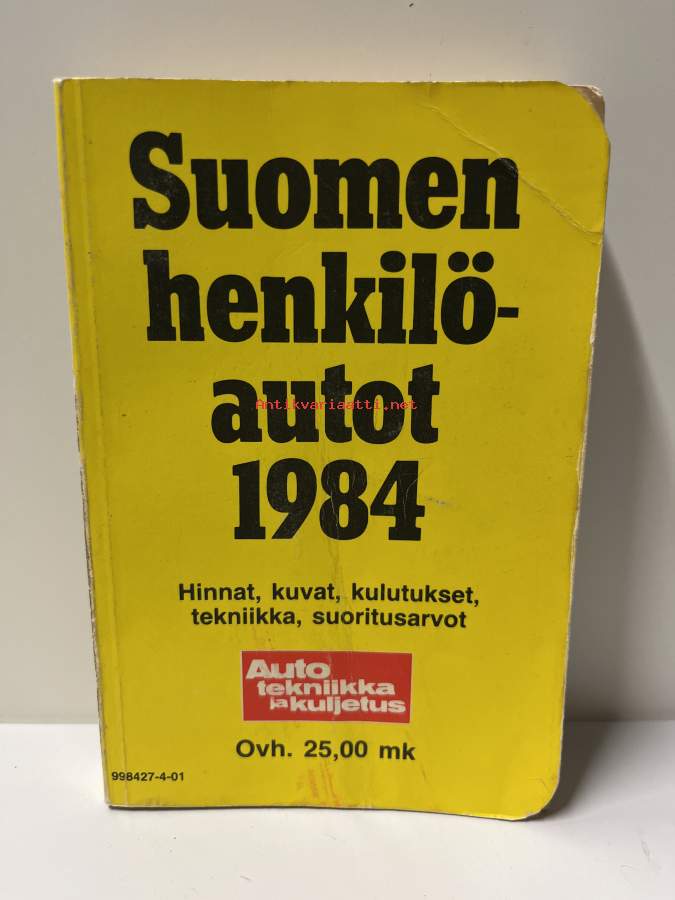 Suomen
henkilö-
autot
Antikvariaatti.net
1984
Hinnat, kuvat, kulutukset,
tekniikka, suoritusarvot
Auto
tekniikka
ja kuljetus
Ovh. 25,00 mk
998427-4-01